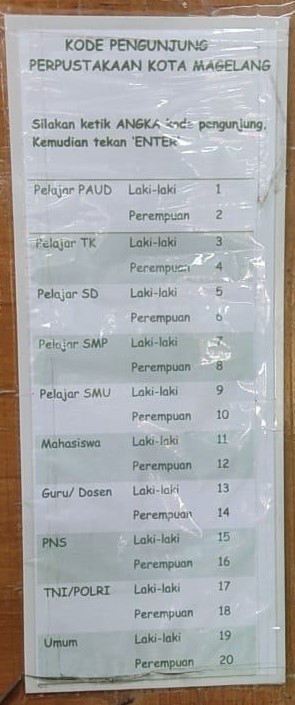 KODE PENGUNJUNG
PERPUSTAKAAN KOTA MAGELANG
Silakan ketik ANGKA kode pengunjung,
Kemudian tekan 'ENTER'
Pelajar PAUD Laki-laki 1
Perempuan 2
Pelajar TK Laki-laki 3
Perempuan 4
Pelajar SD Laki-laki 5
Perempuan 6
Pelajar SMP Laki-laki 7
Perempuan 8
Pelajar SMU Laki-laki 9
Perempuan 10
Mahasiswa Laki-laki 11
Perempuan 12
Guru/ Dosen Laki-laki 13
Perempuan 14
PNS Laki-laki 15
Perempuan 16
TNI/POLRI Laki-laki 17
Perempuan 18
Umum Laki-laki 19
Perempuan 20